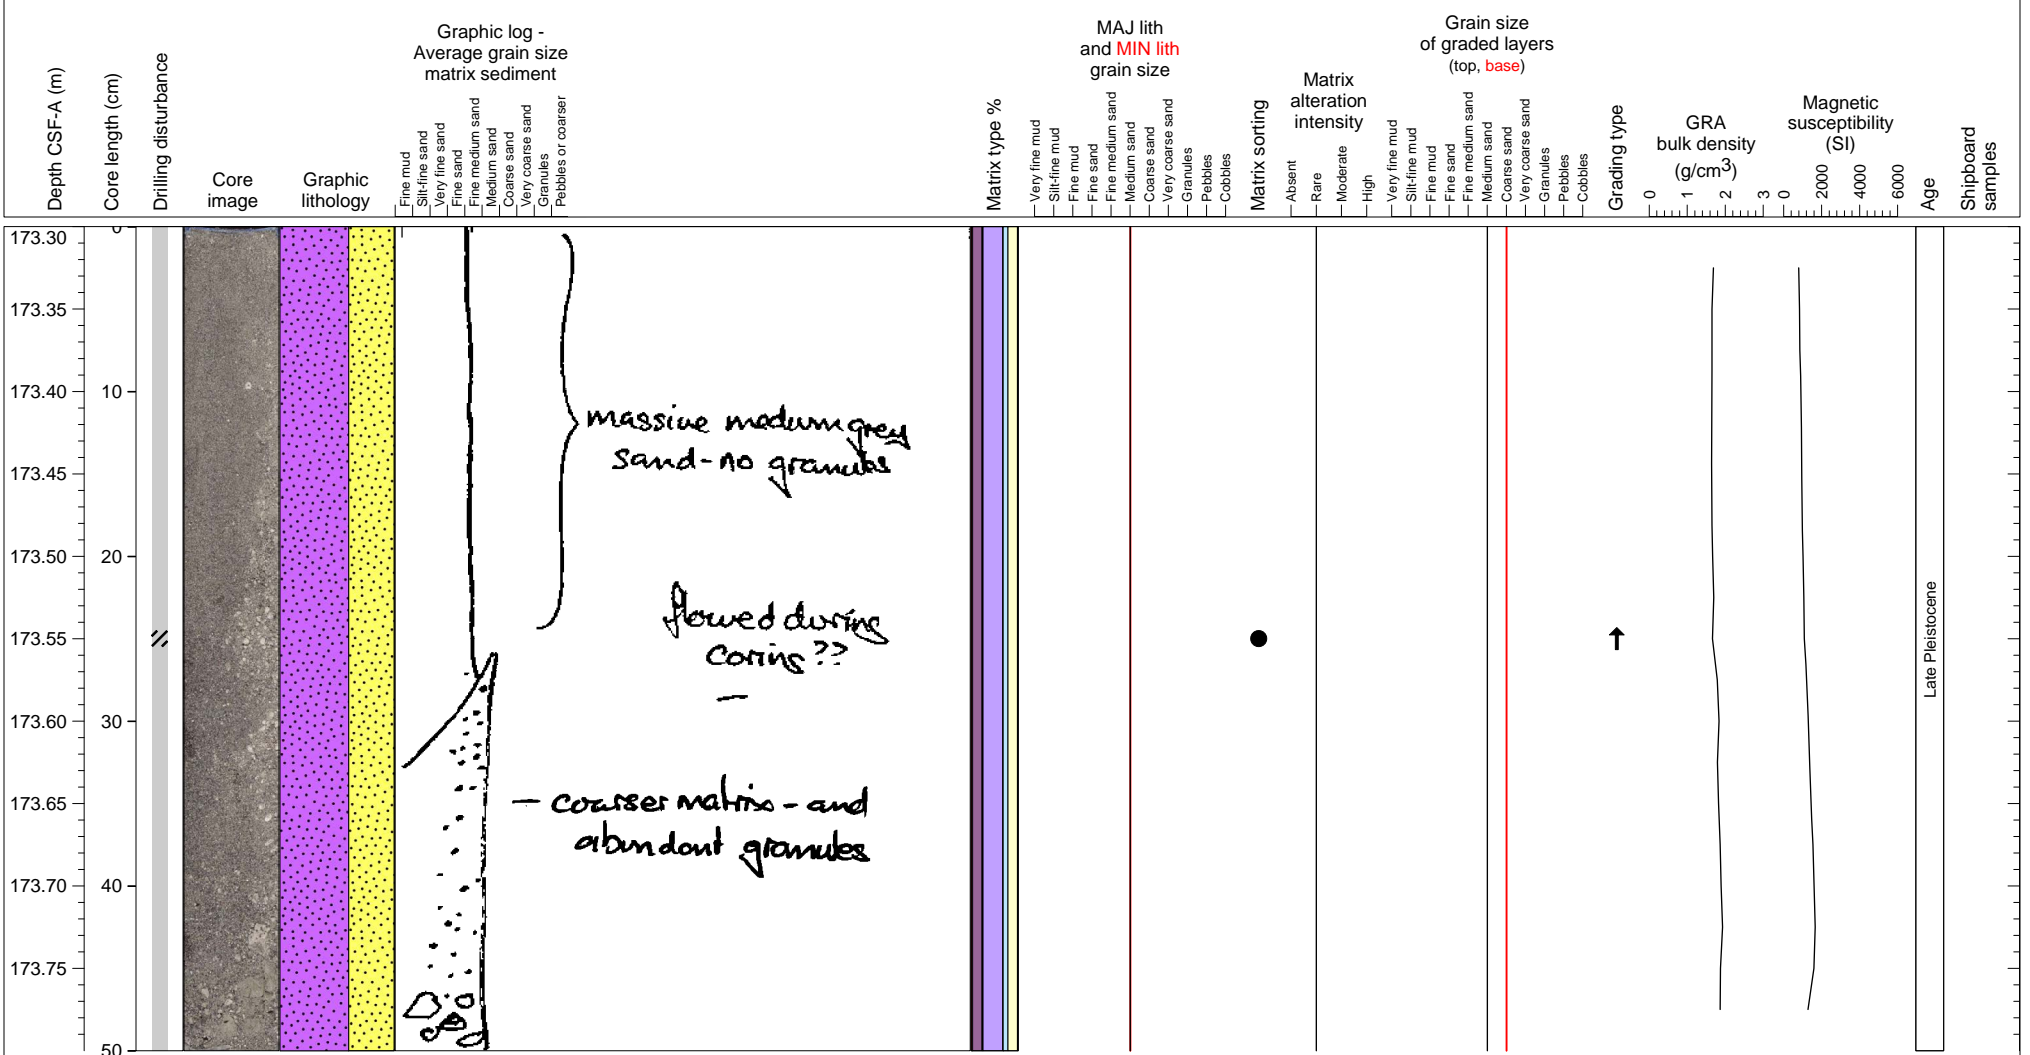 Depth CSF-A (m)
Core length (cm)
Drilling disturbance
Core
image
Graphic
lithology
Graphic log -
Average grain size
matrix sediment
Fine mud
Silt-fine sand
Very fine sand
Fine sand
Fine medium sand
Medium sand
Coarse sand
Very coarse sand
Granules
Pebbles or coarser
Matrix type %
MAJ lith
and MIN lith
grain size
Very fine mud
Silt-fine mud
Fine mud
Fine sand
Fine medium sand
Medium sand
Coarse sand
Very coarse sand
Granules
Pebbles
Cobbles
Matrix sorting
Matrix
alteration
intensity
Absent
Rare
Moderate
High
Grain size
of graded layers
(top, base)
Very fine mud
Silt-fine mud
Fine mud
Fine sand
Fine medium sand
Medium sand
Coarse sand
Very coarse sand
Granules
Pebbles
Cobbles
Grading type
GRA
bulk density
(g/cm3)
0 1 2 3
Magnetic
susceptibility
(SI)
0 2000 4000 6000
Age
Shipboard
samples
173.30 0
173.35
173.40 10
173.45
173.50 20
173.55
173.60 30
173.65
173.70 40
173.75
50
massive medium grey
sand-no granules
flowed during
coring??
— coarser matrix - and
abundant granules
Late Pleistocene